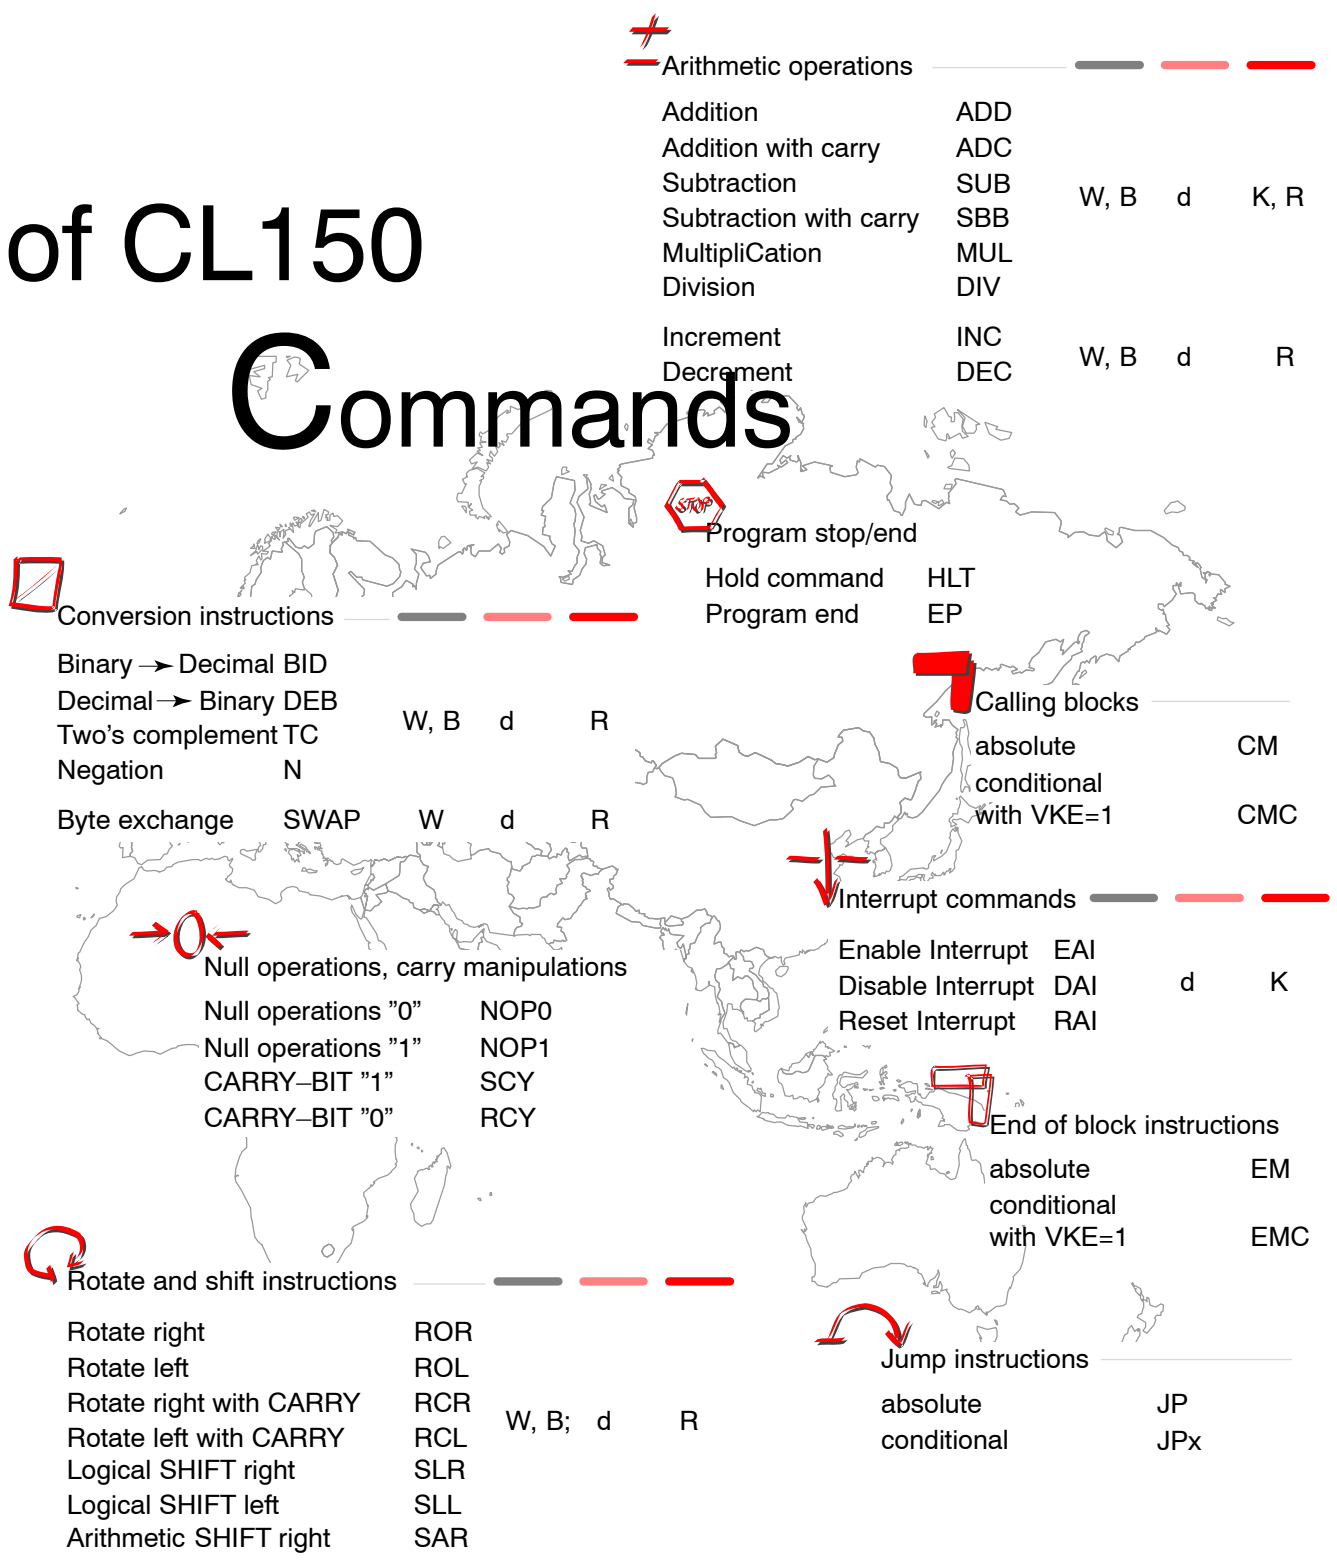 Arithmetic operations
Addition ADD
Addition with carry ADC
Subtraction SUB
Subtraction with carry SBB
MultipliCation MUL
Division DIV
W, B d K, R
Increment INC
Decrement DEC
W, B d R
of CL150
Commands
STOP
Program stop/end
Hold command HLT
Program end EP
Conversion instructions
Binary → Decimal BID
Decimal → Binary DEB
Two’s complement TC
Negation N
W, B d R
Byte exchange SWAP W d R
Calling blocks
absolute CM
conditional
with VKE=1 CMC
Interrupt commands
Enable Interrupt EAI
Disable Interrupt DAI
Reset Interrupt RAI
d K
Null operations, carry manipulations
Null operations ”0” NOP0
Null operations ”1” NOP1
CARRY–BIT ”1” SCY
CARRY–BIT ”0” RCY
End of block instructions
absolute EM
conditional
with VKE=1 EMC
Rotate and shift instructions
Rotate right ROR
Rotate left ROL
Rotate right with CARRY RCR
Rotate left with CARRY RCL
Logical SHIFT right SLR
Logical SHIFT left SLL
Arithmetic SHIFT right SAR
W, B; d R
Jump instructions
absolute JP
conditional JPx